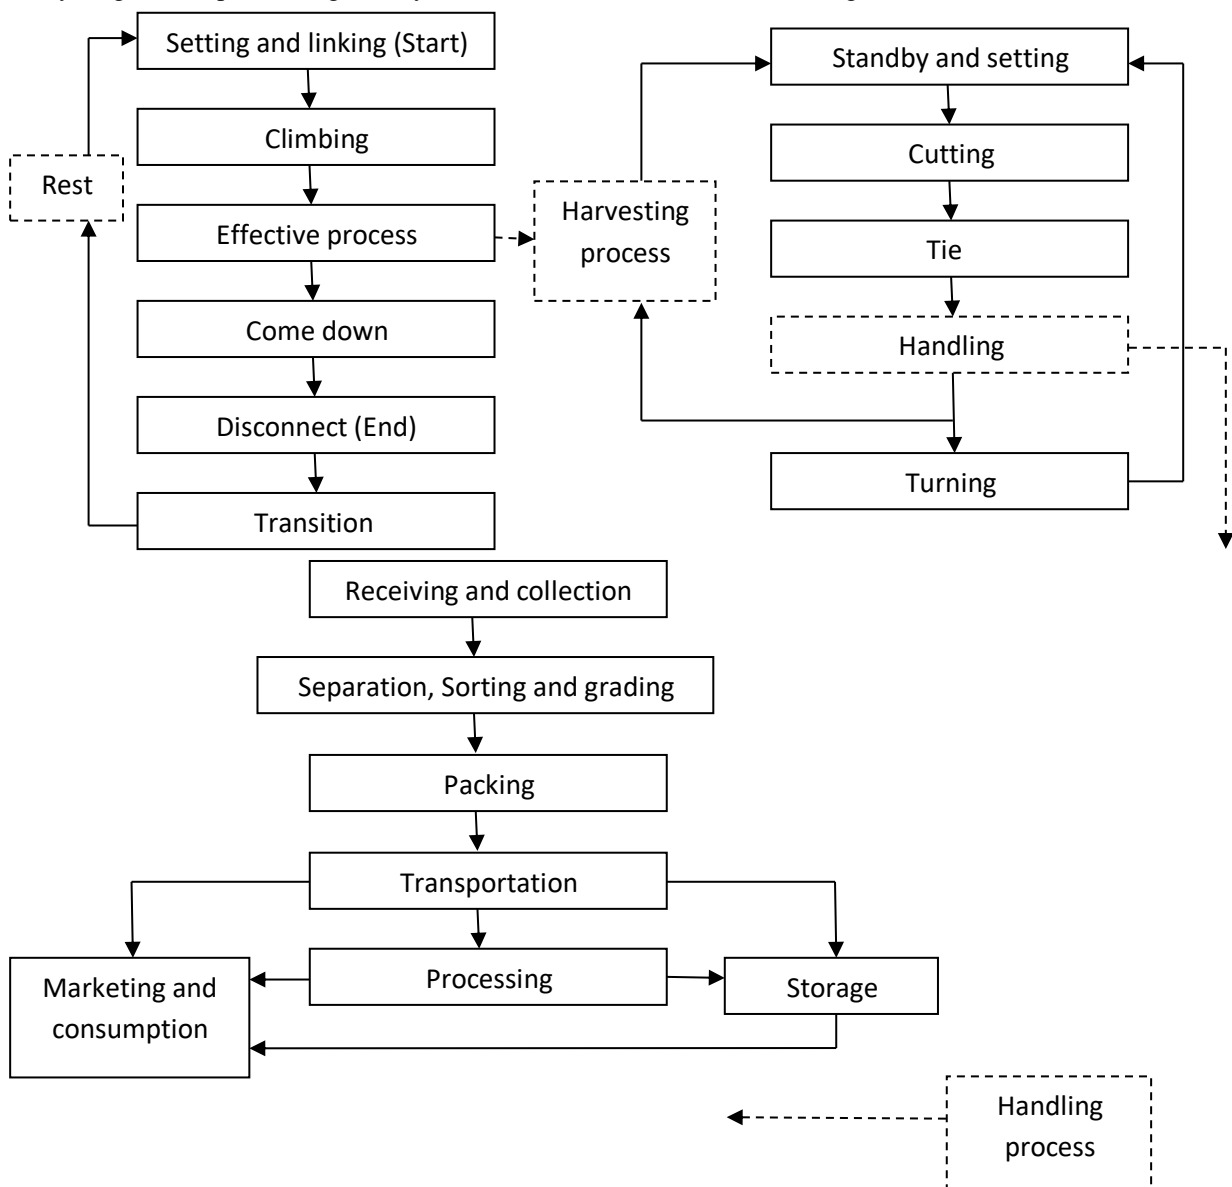 Setting and linking (Start)
Climbing
Rest
Effective process
Come down
Disconnect (End)
Transition
Harvesting
process
Standby and setting
Cutting
Tie
Handling
Turning
Receiving and collection
Separation, Sorting and grading
Packing
Transportation
Processing
Marketing and
consumption
Storage
Handling
process